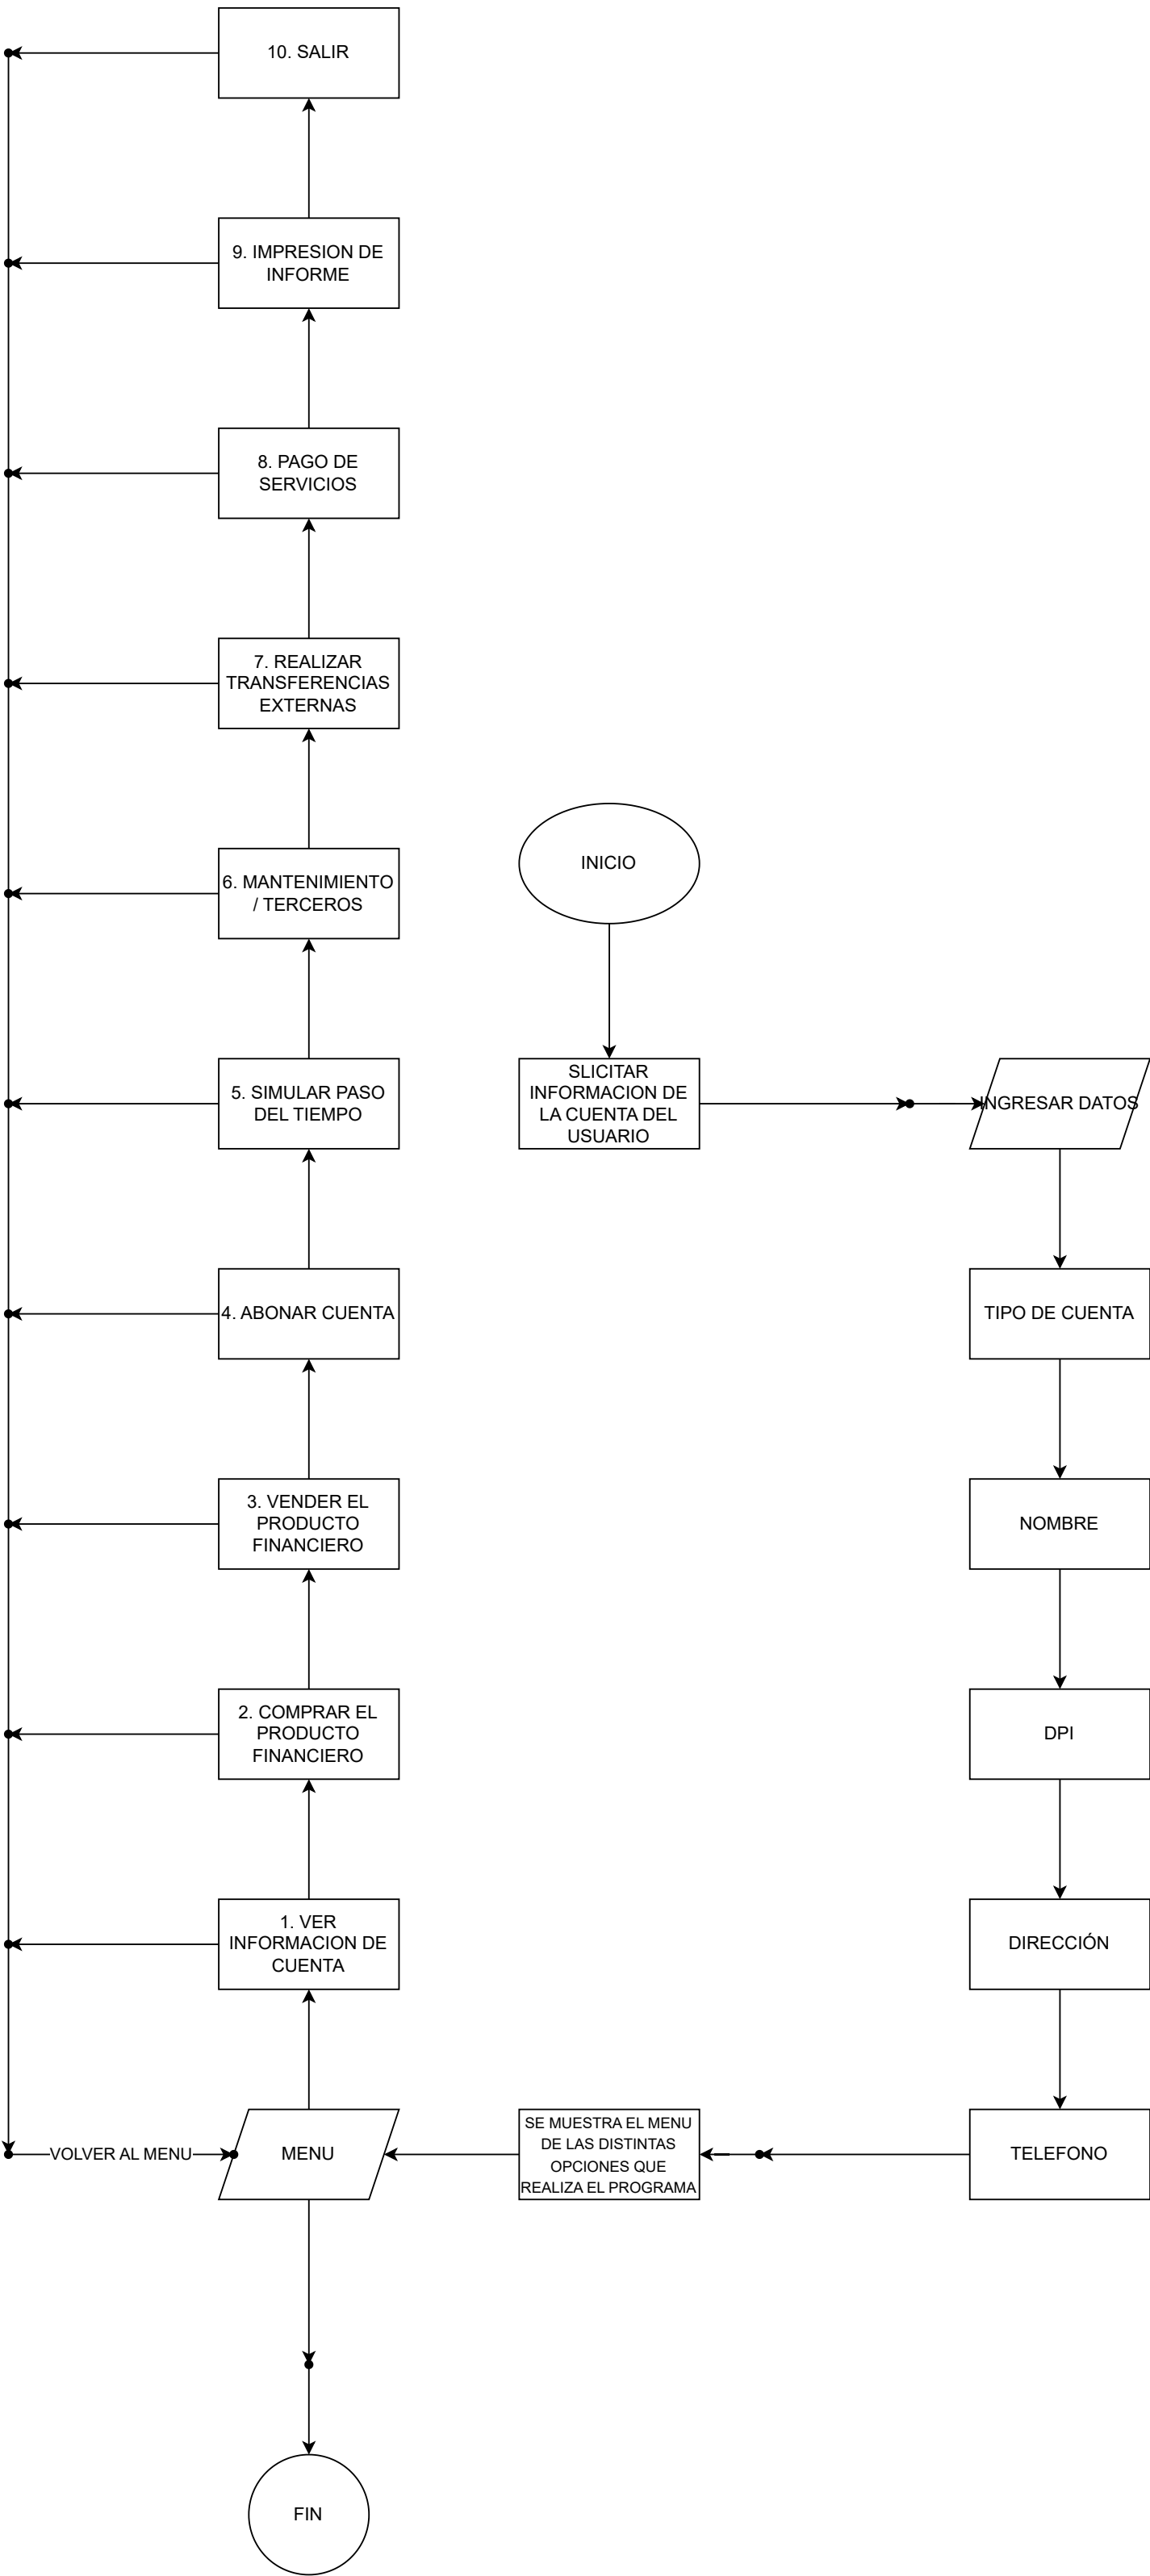 10. SALIR
9. IMPRESION DE
INFORME
8. PAGO DE
SERVICIOS
7. REALIZAR
TRANSFERENCIAS
EXTERNAS
6. MANTENIMIENTO
/ TERCEROS
5. SIMULAR PASO
DEL TIEMPO
4. ABONAR CUENTA
3. VENDER EL
PRODUCTO
FINANCIERO
2. COMPRAR EL
PRODUCTO
FINANCIERO
1. VER
INFORMACION DE
CUENTA
VOLVER AL MENU
MENU
FIN
INICIO
SLICITAR
INFORMACION DE
LA CUENTA DEL
USUARIO
SE MUESTRA EL MENU
DE LAS DISTINTAS
OPCIONES QUE
REALIZA EL PROGRAMA
INGRESAR DATOS
TIPO DE CUENTA
NOMBRE
DPI
DIRECCIÓN
TELEFONO